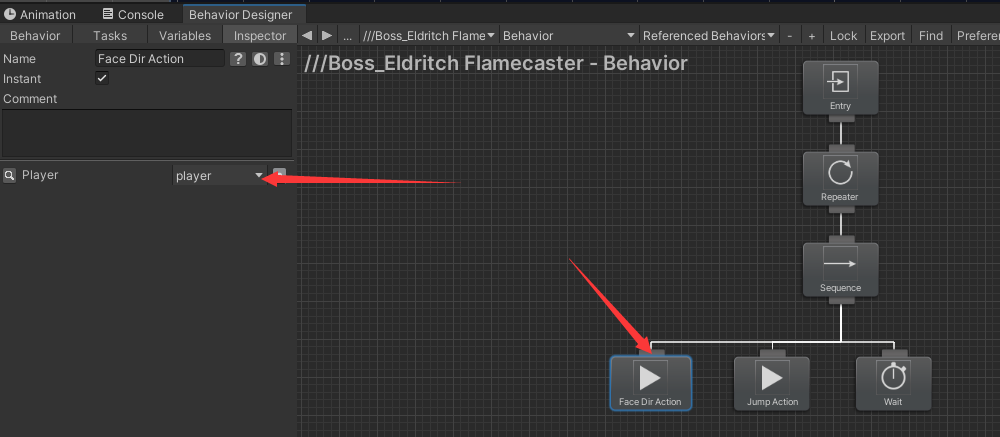 Animation Console Behavior Designer
Behavior Tasks Variables Inspector ... ///Boss_Eldritch Flame Behavior Referenced Behaviors - + Lock Export Find Prefere
Name Face Dir Action ?
Instant
Comment
Player player
///Boss_Eldritch Flamecaster - Behavior
Entry
Repeater
Sequence
Face Dir Action Jump Action Wait